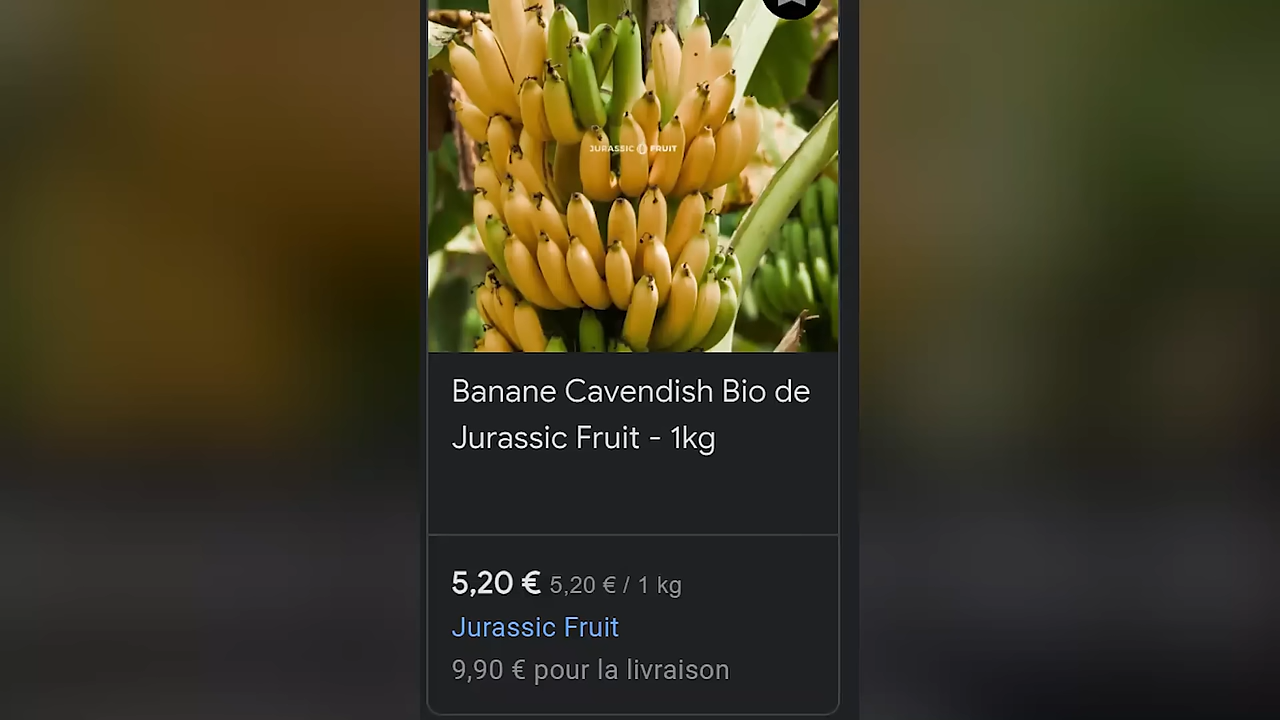 JURASSIC FRUIT
Banane Cavendish Bio de
Jurassic Fruit - 1kg
5,20 € 5,20 € / 1 kg
Jurassic Fruit
9,90 € pour la livraison